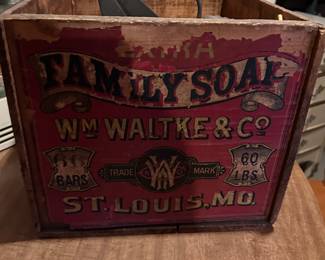 EXTRA
FAMILY SOAP
WM WALTKE & CO
BARS
TRADE MARK
60
LBS
ST. LOUIS, MO.